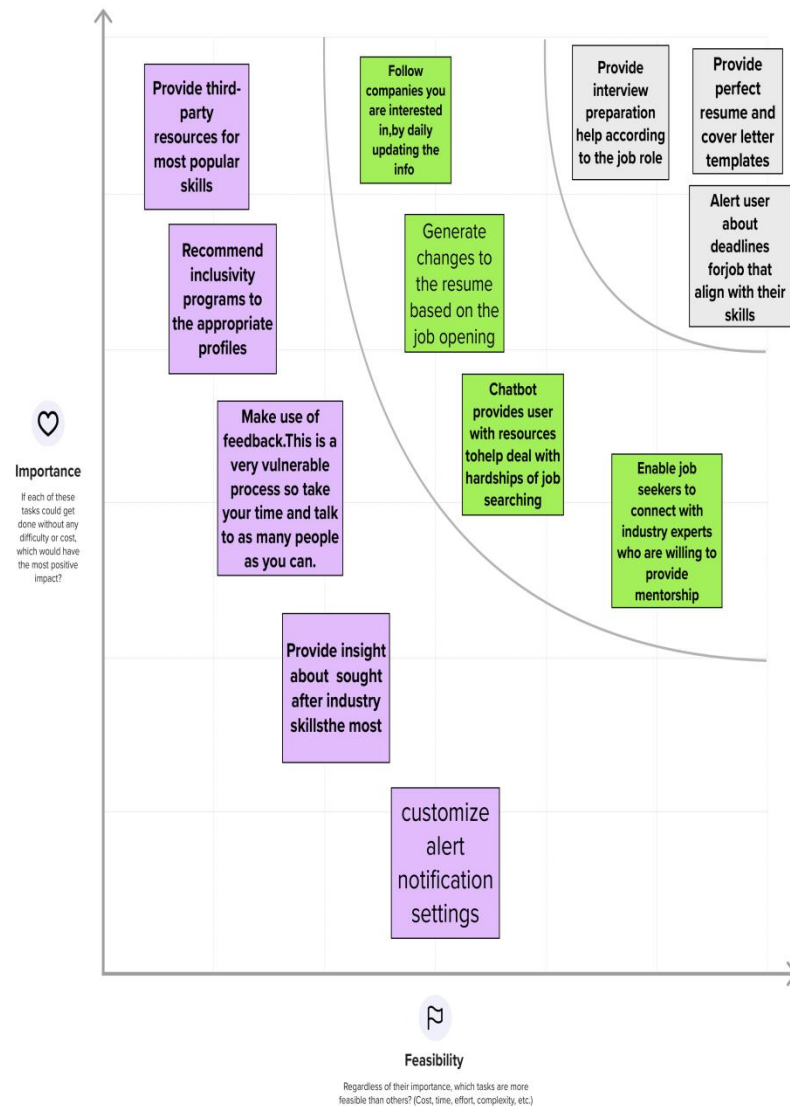 Provide third-
party
resources for
most popular
skills
Follow
companies you
are interested
in,by daily
updating the
info
Provide
interview
preparation
help according
to the job role
Provide
perfect
resume and
cover letter
templates
Recommend
inclusivity
programs to
the appropriate
profiles
Generate
changes to
the resume
based on the
job opening
Alert user
about
deadlines
forjob that
align with their
skills
Make use of
feedback.This is a
very vulnerable
process so take
your time and talk
to as many people
as you can.
Chatbot
provides user
with resources
tohelp deal with
hardships of job
searching
Enable job
seekers to
connect with
industry experts
who are willing to
provide
mentorship
Importance
If each of these
tasks could get
done without any
difficulty or cost,
which would have
the most positive
impact?
Provide insight
about sought
after industry
skillsthe most
customize
alert
notification
settings
Feasibility
Regardless of their importance, which tasks are more
feasible than others? (Cost, time, effort, complexity, etc.)